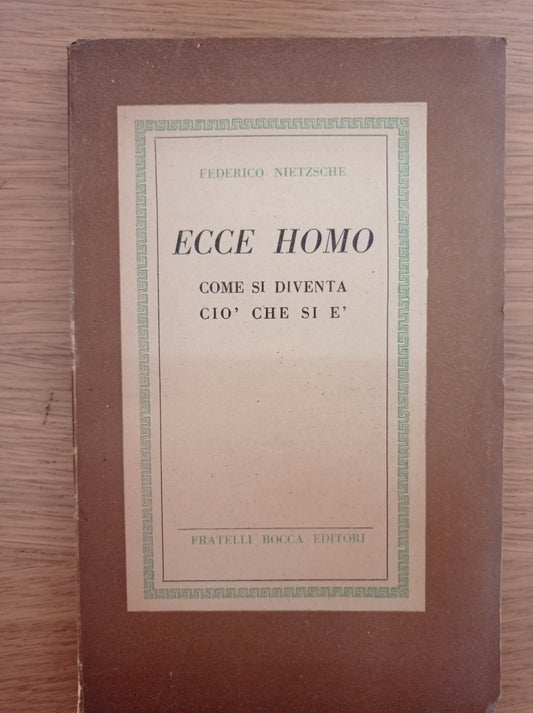 FEDERICO NIETZSCHE
ECCE HOMO
COME SI DIVENTA
CIO' CHE SI E'
FRATELLI BOCCA EDITORI